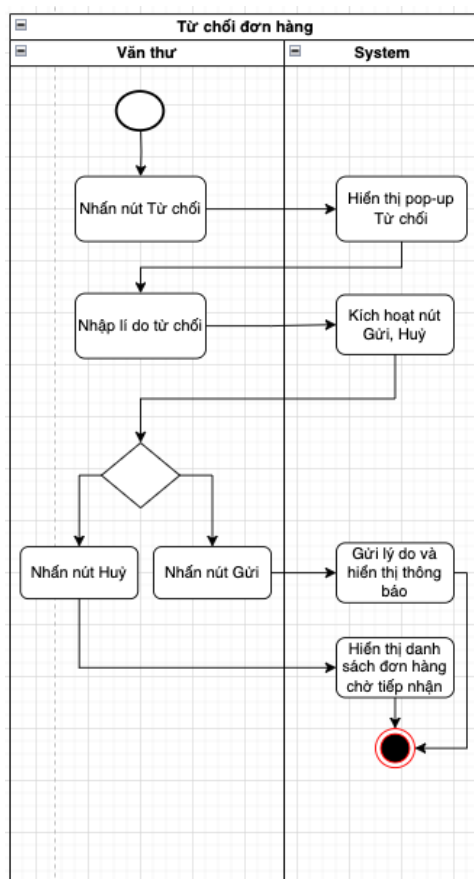 Từ chối đơn hàng
Văn thư
System
Nhấn nút Từ chối
Hiển thị pop-up
Từ chối
Nhập lí do từ chối
Kích hoạt nút
Gửi, Huỷ
Nhấn nút Huỷ
Nhấn nút Gửi
Gửi lý do và
hiển thị thông
báo
Hiển thị danh
sách đơn hàng
chờ tiếp nhận